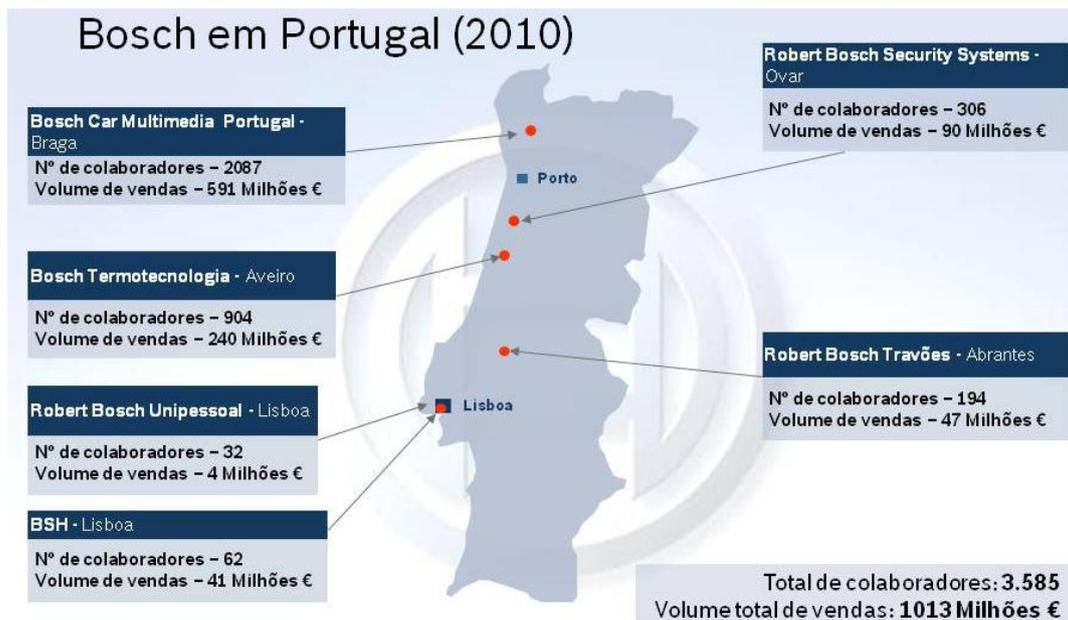 Bosch em Portugal (2010)
Bosch Car Multimedia Portugal -
Braga
Nº de colaboradores – 2087
Volume de vendas – 591 Milhões €
Bosch Termotecnologia - Aveiro
Nº de colaboradores – 904
Volume de vendas – 240 Milhões €
Robert Bosch Unipessoal - Lisboa
Nº de colaboradores – 32
Volume de vendas – 4 Milhões €
BSH - Lisboa
Nº de colaboradores – 62
Volume de vendas – 41 Milhões €
Porto
Lisboa
Robert Bosch Security Systems -
Ovar
Nº de colaboradores – 306
Volume de vendas – 90 Milhões €
Robert Bosch Travões - Abrantes
Nº de colaboradores – 194
Volume de vendas – 47 Milhões €
Total de colaboradores: 3.585
Volume total de vendas: 1013 Milhões €